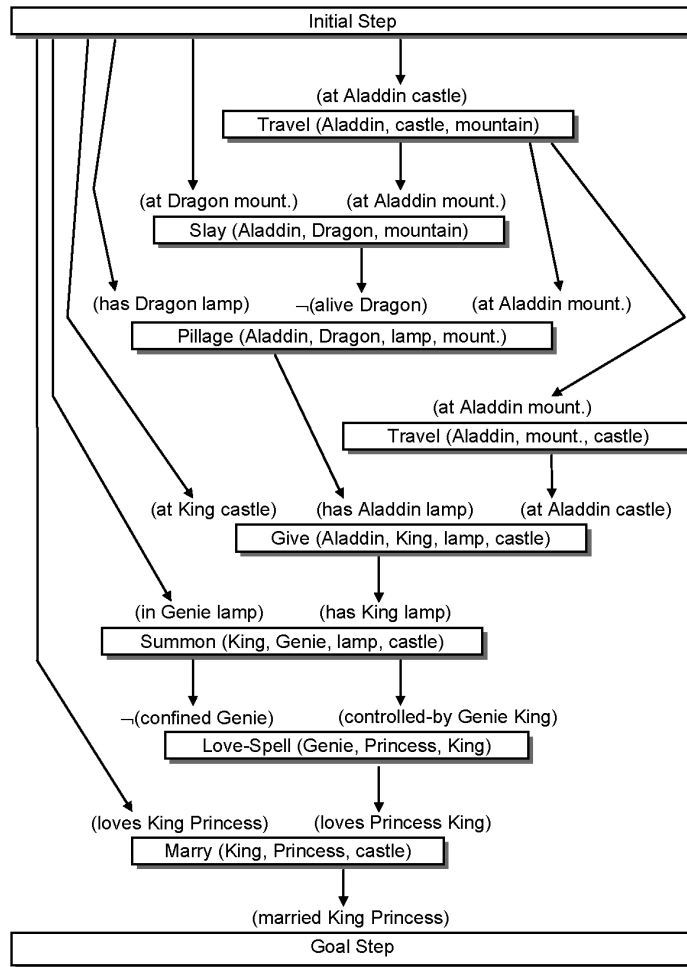 Initial Step
(at Aladdin castle)
Travel (Aladdin, castle, mountain)
(at Dragon mount.) (at Aladdin mount.)
Slay (Aladdin, Dragon, mountain)
(has Dragon lamp) ¬(alive Dragon) (at Aladdin mount.)
Pillage (Aladdin, Dragon, lamp, mount.)
(at Aladdin mount.)
Travel (Aladdin, mount., castle)
(at King castle) (has Aladdin lamp) (at Aladdin castle)
Give (Aladdin, King, lamp, castle)
(in Genie lamp) (has King lamp)
Summon (King, Genie, lamp, castle)
¬(confined Genie) (controlled-by Genie King)
Love-Spell (Genie, Princess, King)
(loves King Princess) (loves Princess King)
Marry (King, Princess, castle)
(married King Princess)
Goal Step